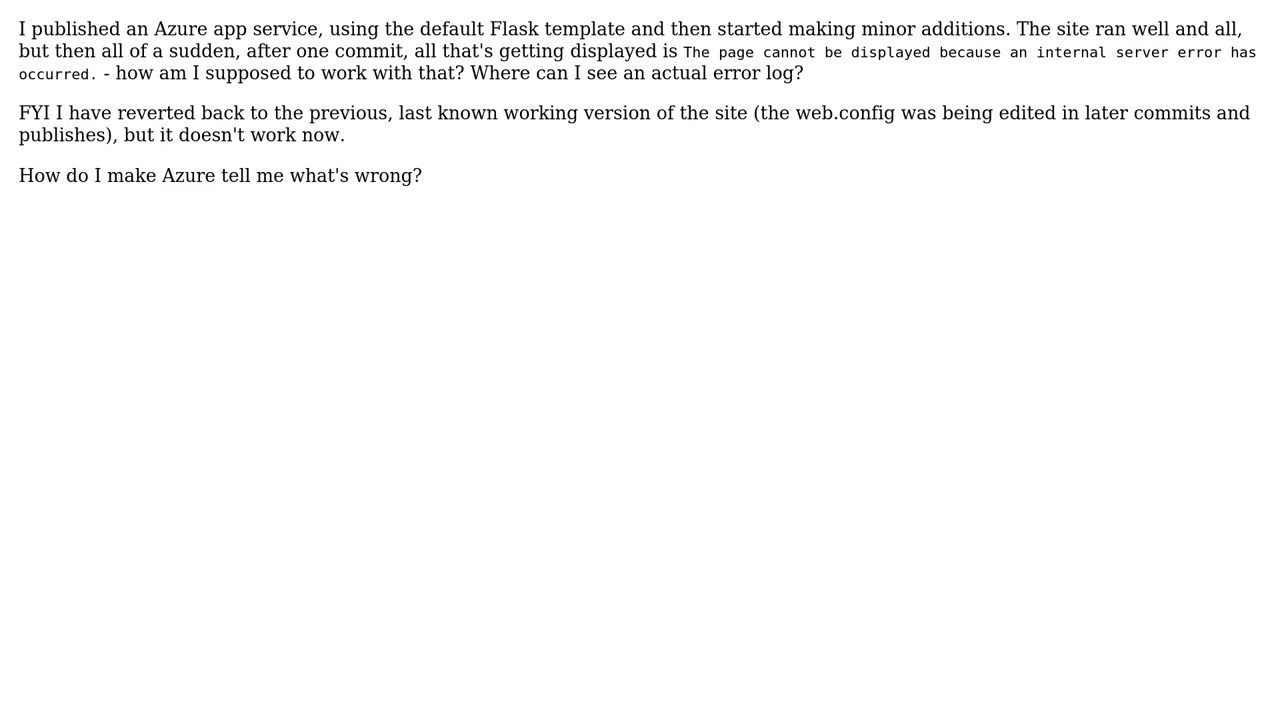 I published an Azure app service, using the default Flask template and then started making minor additions. The site ran well and all,
but then all of a sudden, after one commit, all that's getting displayed is The page cannot be displayed because an internal server error has
occurred. - how am I supposed to work with that? Where can I see an actual error log?
FYI I have reverted back to the previous, last known working version of the site (the web.config was being edited in later commits and
publishes), but it doesn't work now.
How do I make Azure tell me what's wrong?